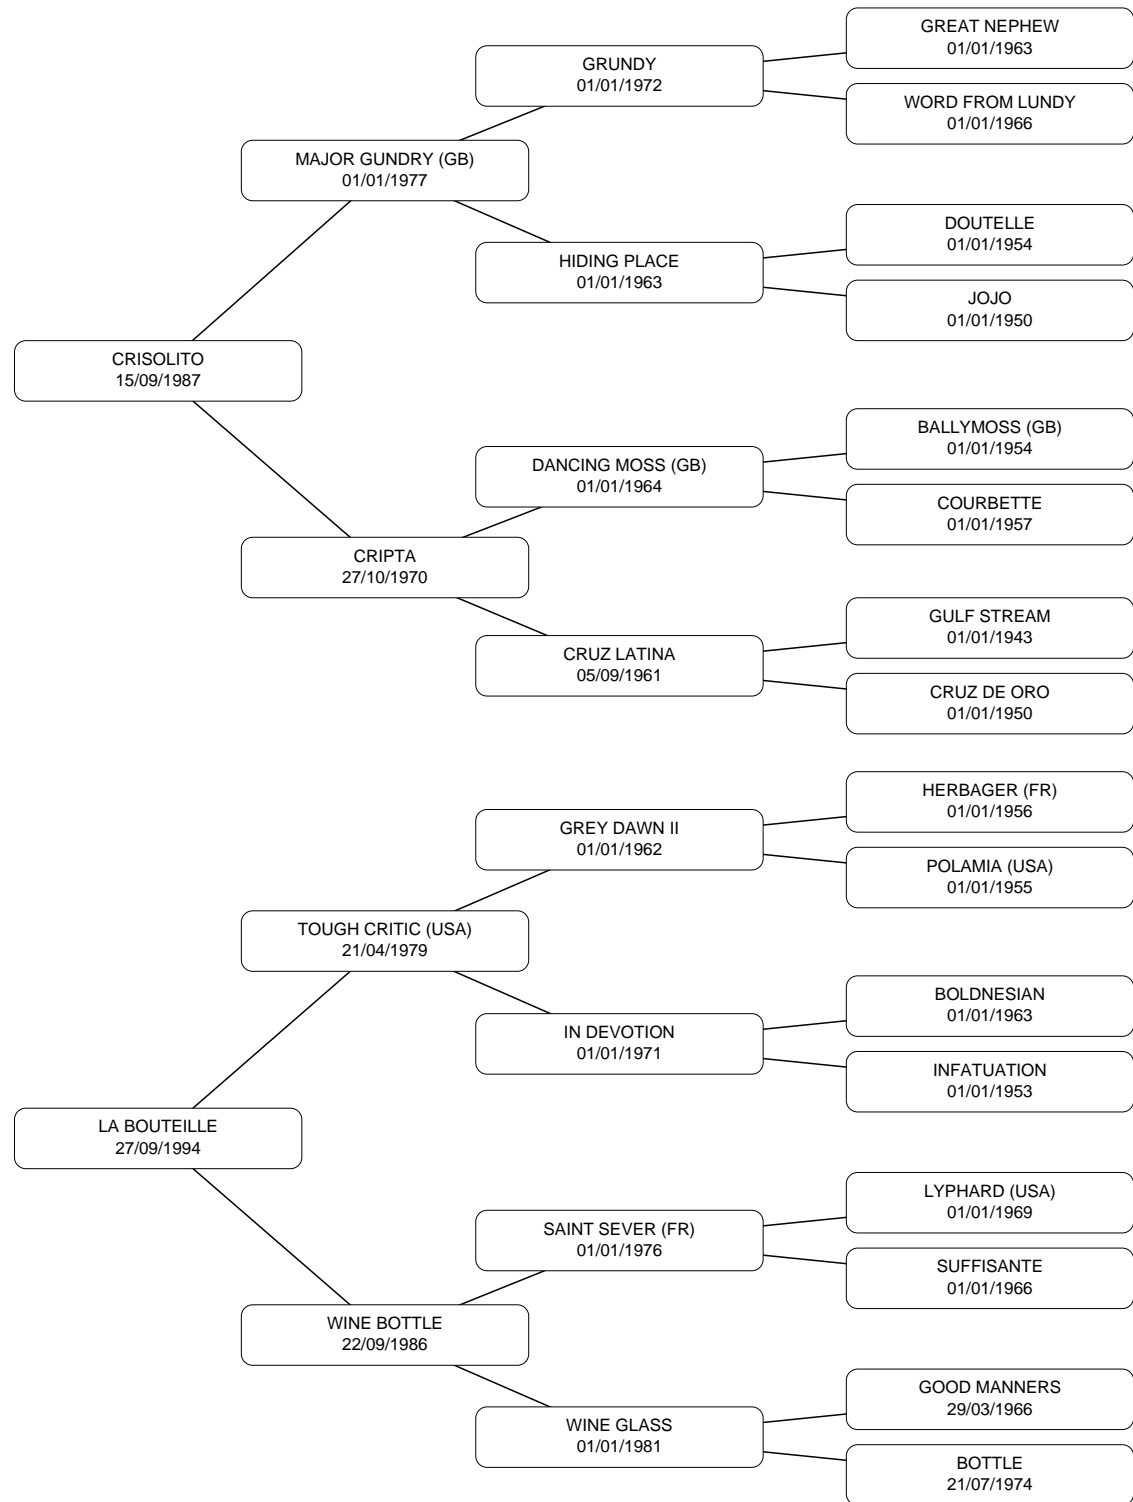 GREAT NEPHEW
01/01/1963
GRUNDY
01/01/1972
WORD FROM LUNDY
01/01/1966
MAJOR GUNDRY (GB)
01/01/1977
DOUTELLE
01/01/1954
HIDING PLACE
01/01/1963
JOJO
01/01/1950
CRISOLITO
15/09/1987
BALLYMOSS (GB)
01/01/1954
DANCING MOSS (GB)
01/01/1964
COURBETTE
01/01/1957
CRIPTA
27/10/1970
GULF STREAM
01/01/1943
CRUZ LATINA
05/09/1961
CRUZ DE ORO
01/01/1950
HERBAGER (FR)
01/01/1956
GREY DAWN II
01/01/1962
POLAMIA (USA)
01/01/1955
TOUGH CRITIC (USA)
21/04/1979
BOLDNESIAN
01/01/1963
IN DEVOTION
01/01/1971
INFATUATION
01/01/1953
LA BOUTEILLE
27/09/1994
LYPHARD (USA)
01/01/1969
SAINT SEVER (FR)
01/01/1976
SUFFISANTE
01/01/1966
WINE BOTTLE
22/09/1986
GOOD MANNERS
29/03/1966
WINE GLASS
01/01/1981
BOTTLE
21/07/1974